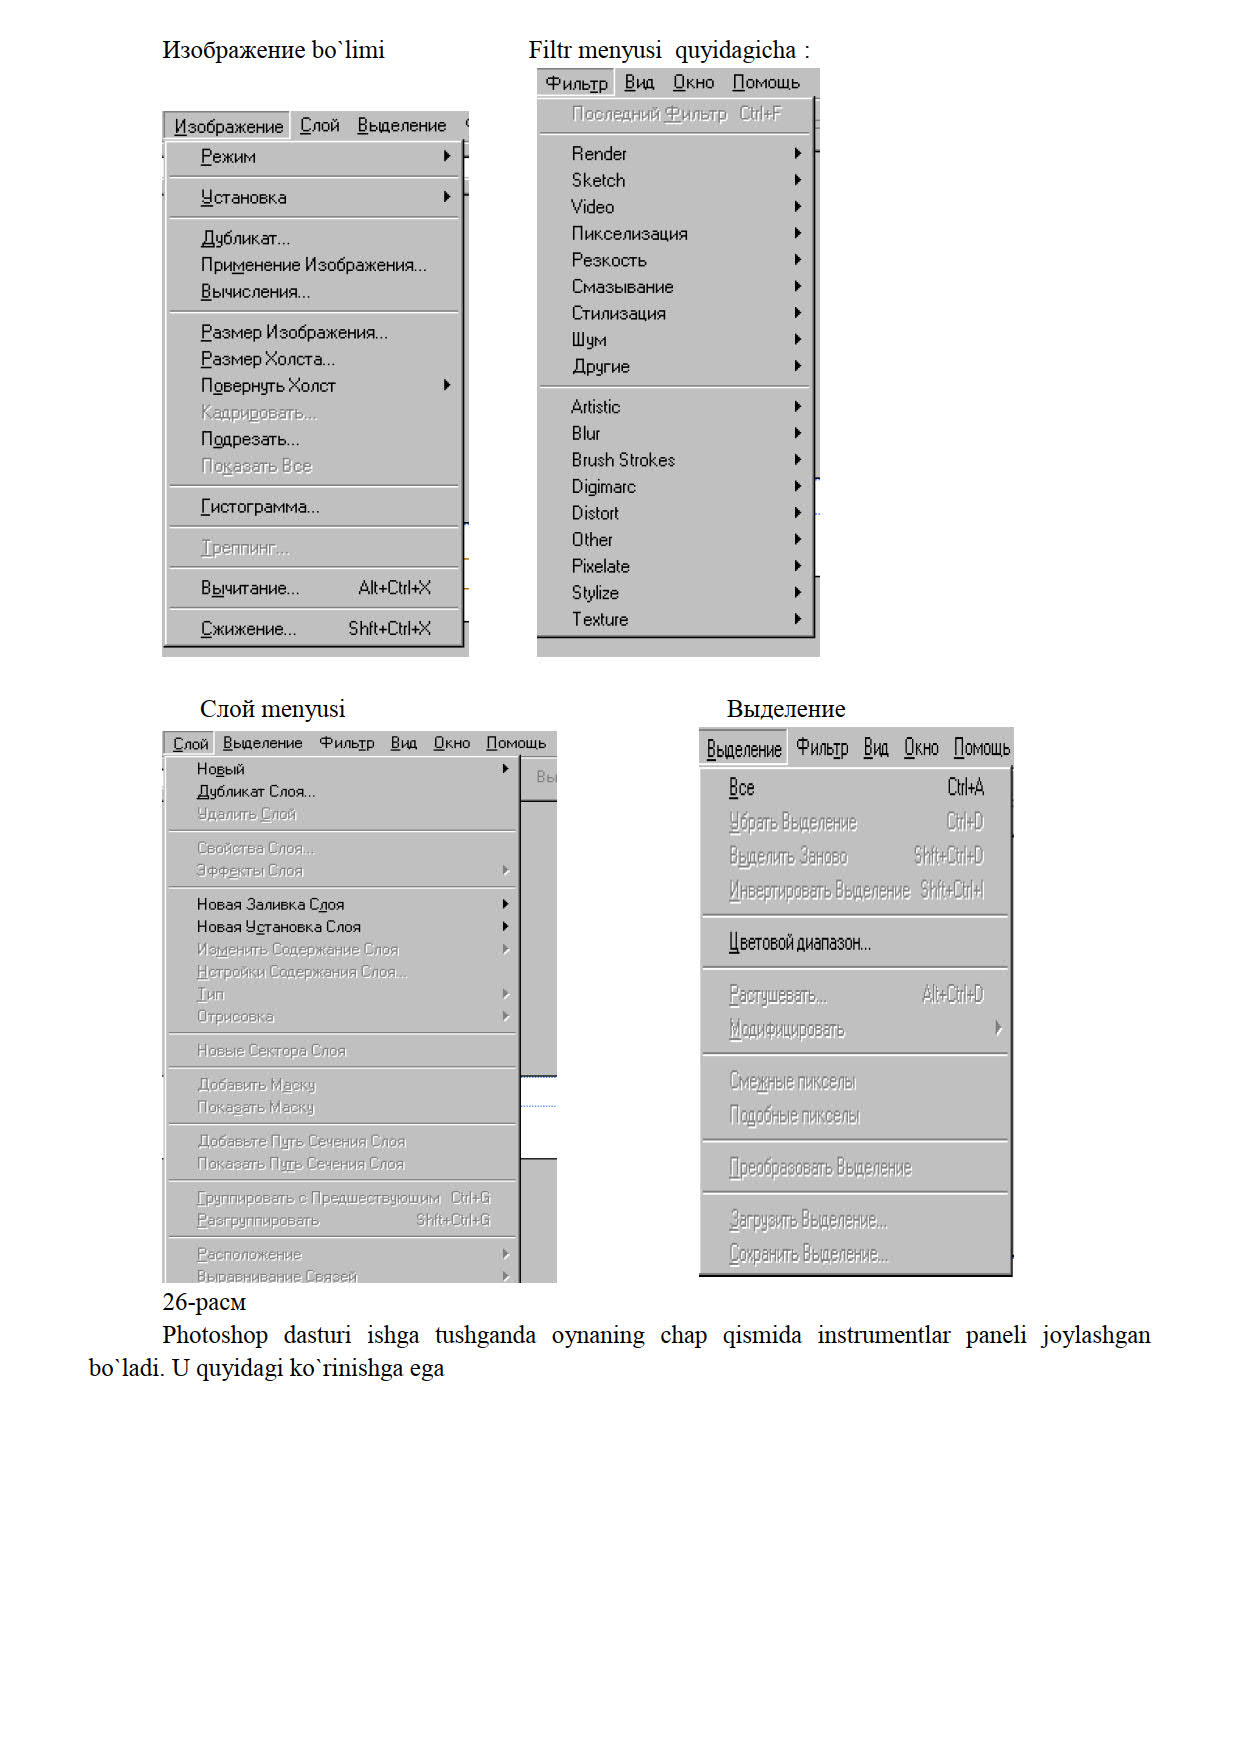 Изображение bo`limi
Filtr menyusi quyidagicha :
Изображение Слой Выделение
Режим
Установка
Дубликат...
Применение Изображения...
Вычисления...
Размер Изображения...
Размер Холста...
Повернуть Холст
Кадрировать...
Подрезать...
Показать Все
Гистограмма...
Треппинг...
Вычитание... Alt+Ctrl+X
Сжижение... Shft+Ctrl+X
Фильтр Вид Окно Помощь
Последний Фильтр Ctrl+F
Render
Sketch
Video
Пикселизация
Резкость
Смазывание
Стилизация
Шум
Другие
Artistic
Blur
Brush Strokes
Digimarc
Distort
Other
Pixelate
Stylize
Texture
Слой menyusi
Выделение
Слой Выделение Фильтр Вид Окно Помощь
Новый
Вы
Дубликат Слоя...
Удалить Слой
Свойства Слоя...
Эффекты Слоя
Новая Заливка Слоя
Новая Установка Слоя
Изменить Содержание Слоя
Нстройки Содержания Слоя...
Тип
Отрисовка
Новые Сектора Слоя
Добавить Маску
Показать Маску
Добавьте Путь Сечения Слоя
Показать Путь Сечения Слоя
Группировать с Предшествующим Ctrl+G
Разгруппировать Shft+Ctrl+G
Расположение
Выравнивание Связей
Выделение Фильтр Вид Окно Помощь
Все Ctrl+A
Убрать Выделение Ctrl+D
Выделить Заново Shft+Ctrl+D
Инвертировать Выделение Shft+Ctrl+I
Цветовой диапазон...
Растушевать... Alt+Ctrl+D
Модифицировать
Смежные пикселы
Подобные пикселы
Преобразовать Выделение
Загрузить Выделение...
Сохранить Выделение...
26-расм
Photoshop dasturi ishga tushganda oynaning chap qismida instrumentlar paneli joylashgan
bo`ladi. U quyidagi ko`rinishga ega